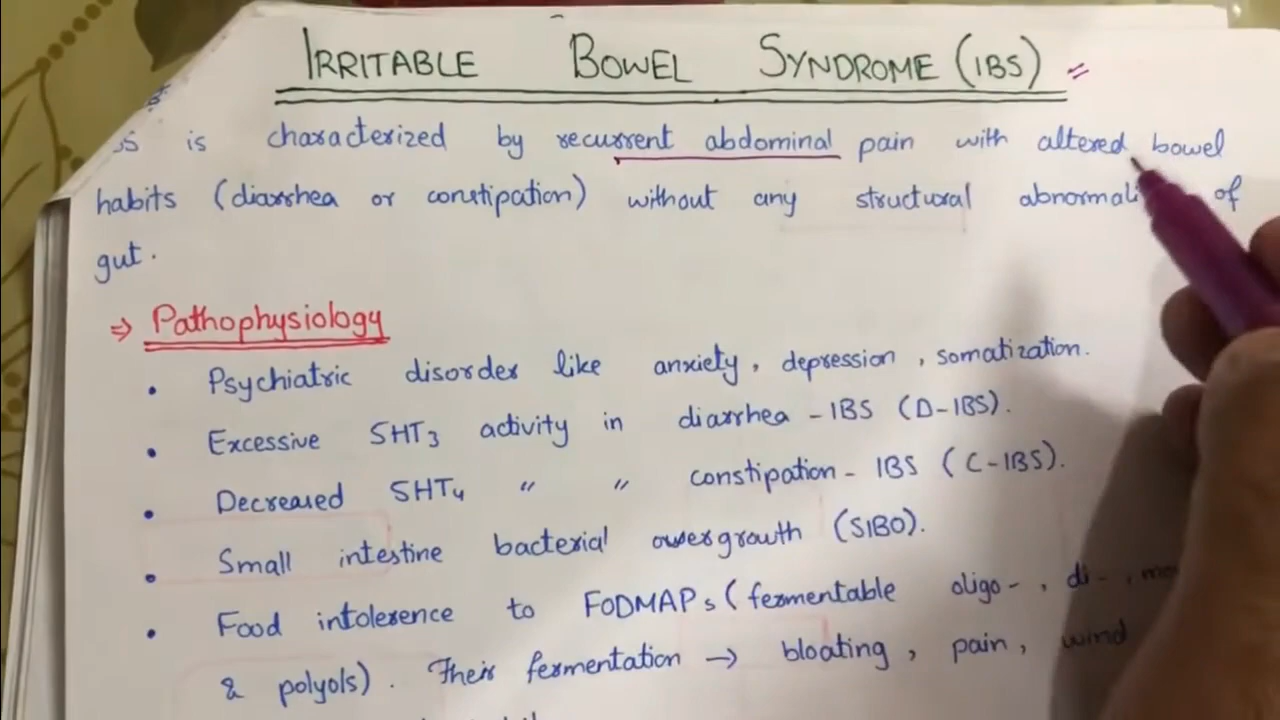 IRRITABLE BOWEL SYNDROME (IBS)
is characterized by recurrent abdominal pain with altered bowel
habits (diarrhea or constipation) without any structural of
gut.
⇒ Pathophysiology
• Psychiatric disorder like anxiety, depression, somatization.
• Excessive 5HT3 activity in diarrhea - IBS (D-IBS).
• Decreased 5HT4 " " constipation - IBS (C-IBS).
• Small intestine bacterial overgrowth (SIBO).
• Food intolerence to FODMAPs (fermentable oligo-, di-,
& polyols). Their fermentation → bloating, pain, wind